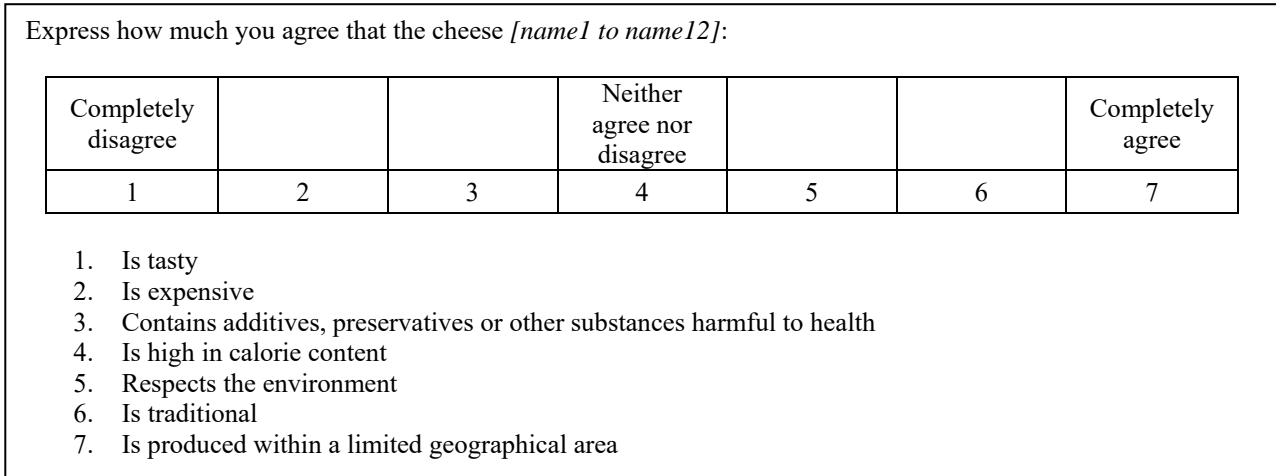 Express how much you agree that the cheese [name1 to name12]:
Completely disagree
Neither agree nor disagree
Completely agree
1 2 3 4 5 6 7
1. Is tasty
2. Is expensive
3. Contains additives, preservatives or other substances harmful to health
4. Is high in calorie content
5. Respects the environment
6. Is traditional
7. Is produced within a limited geographical area